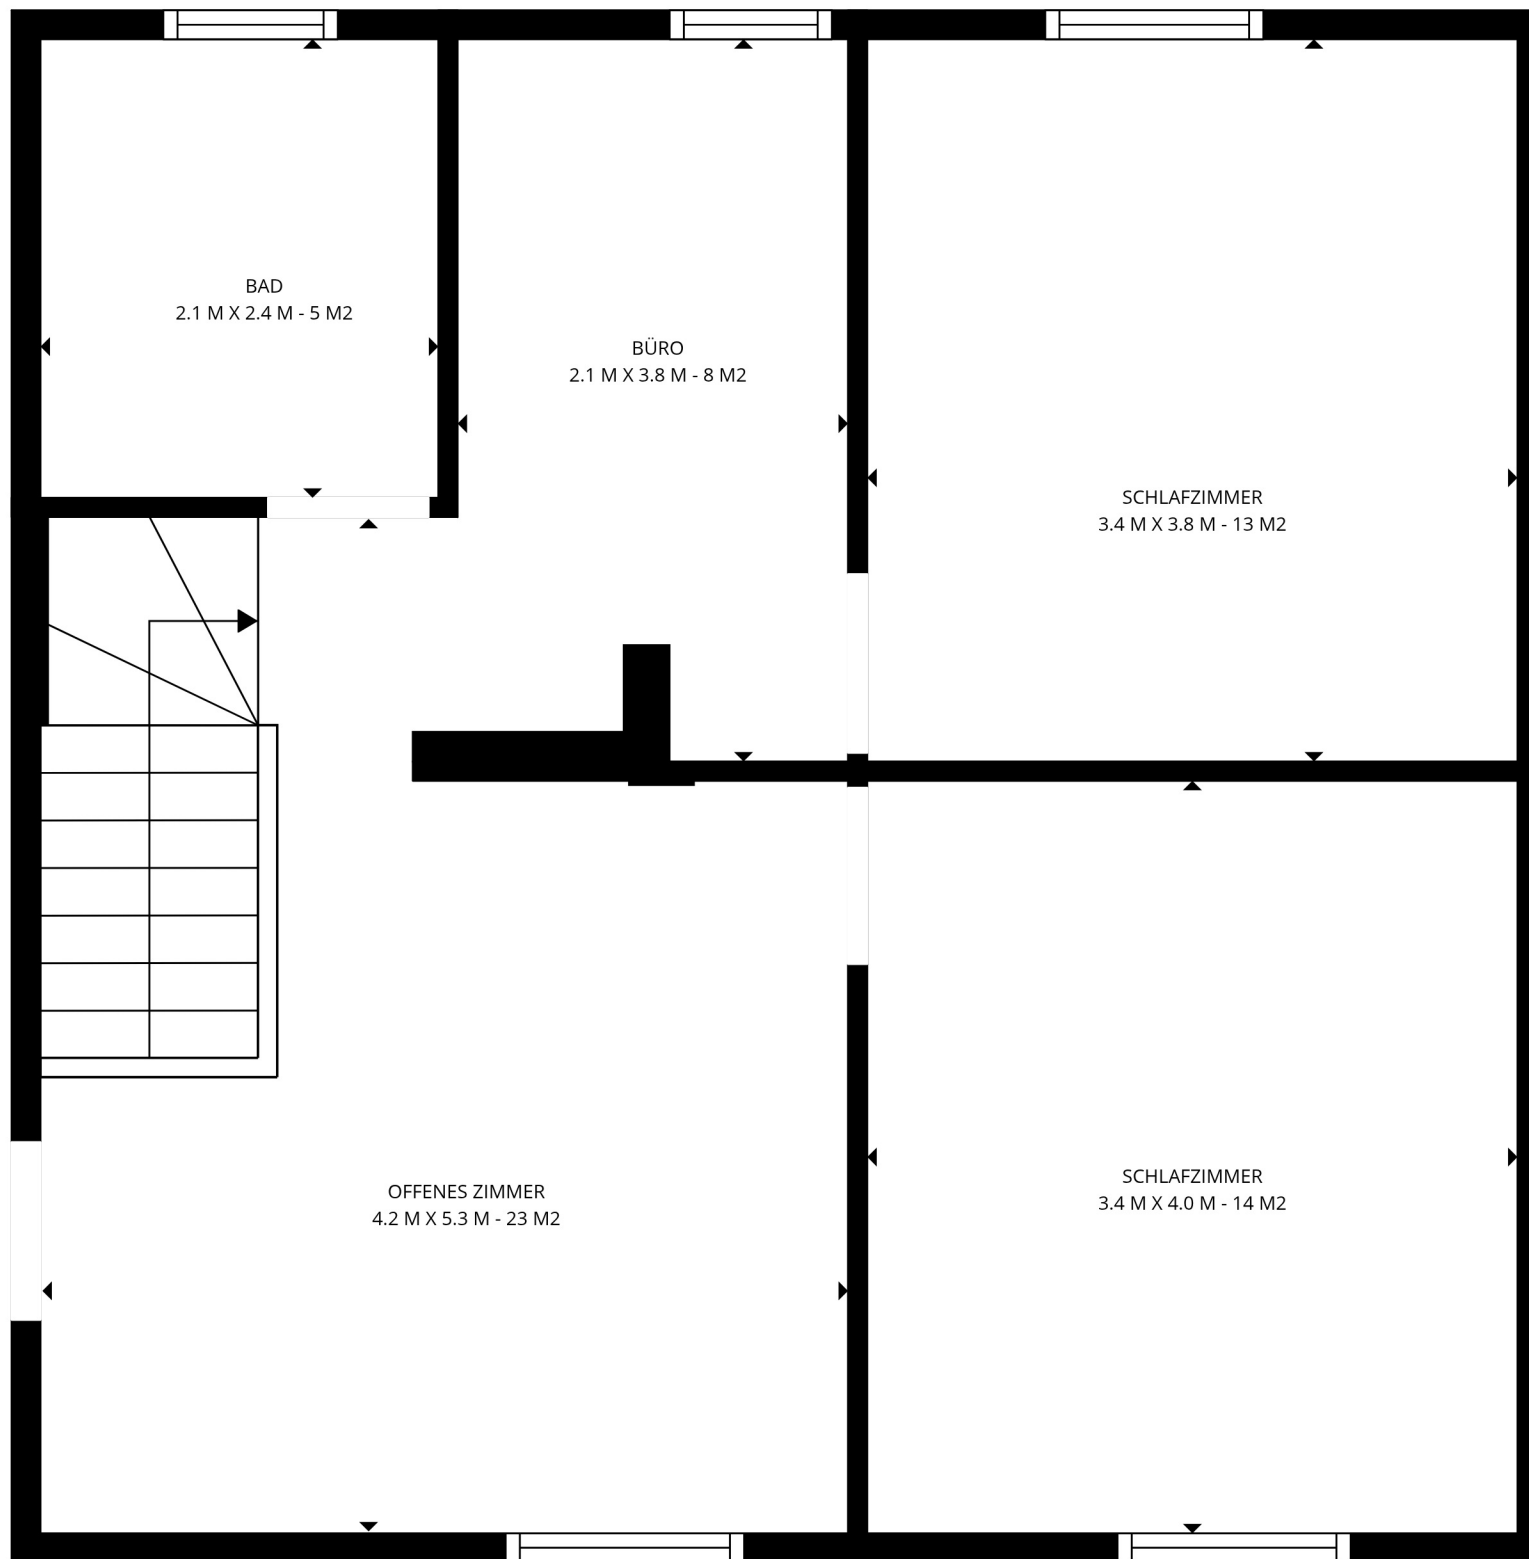 BAD
2.1 M X 2.4 M - 5 M2
BÜRO
2.1 M X 3.8 M - 8 M2
SCHLAFZIMMER
3.4 M X 3.8 M - 13 M2
OFFENES ZIMMER
4.2 M X 5.3 M - 23 M2
SCHLAFZIMMER
3.4 M X 4.0 M - 14 M2